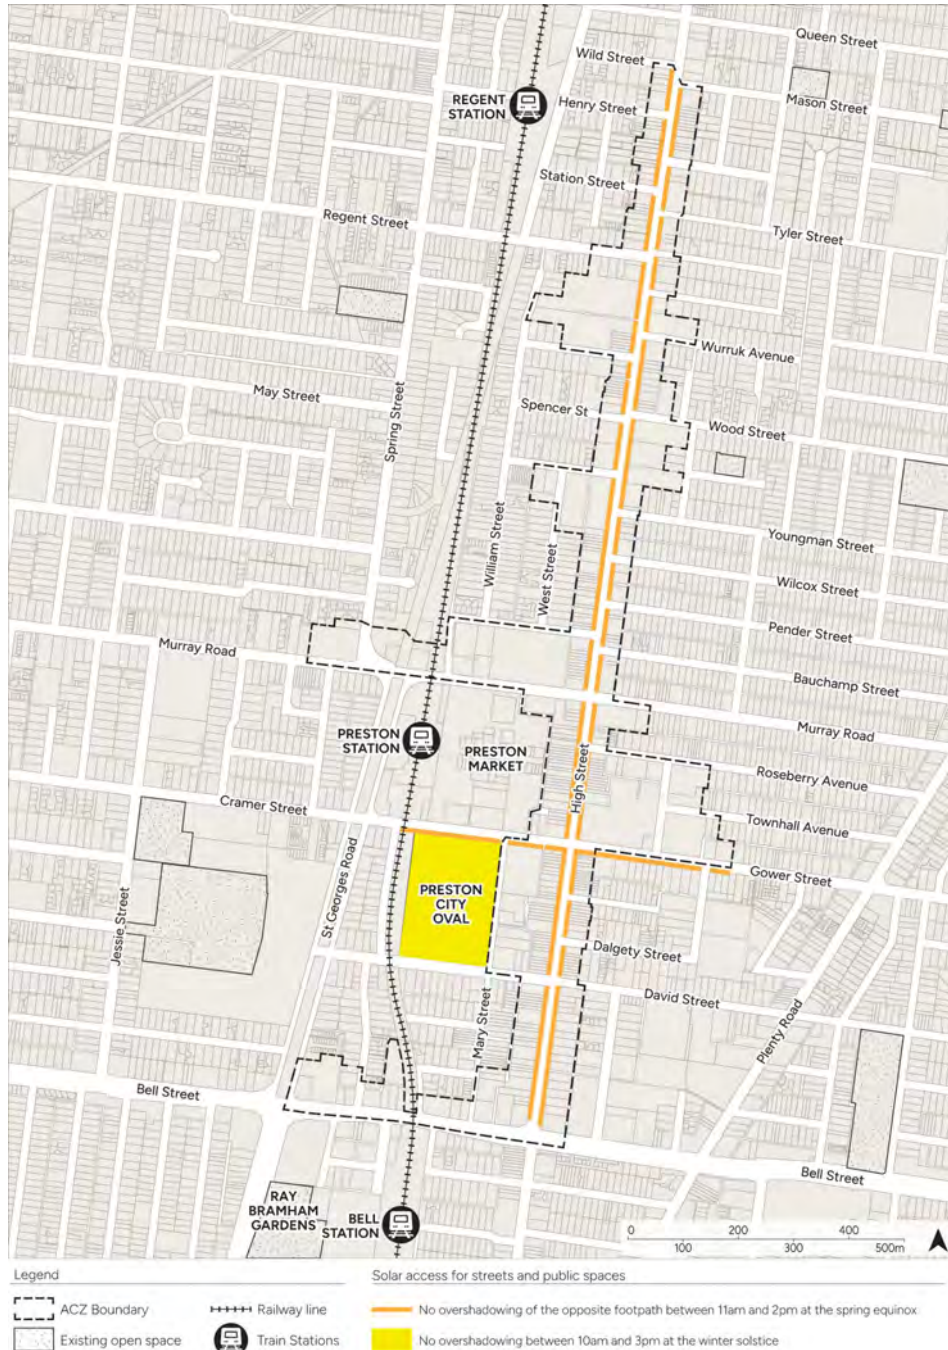 Queen Street
Wild Street
REGENT
STATION
Henry Street
Mason Street
Station Street
Regent Street
Tyler Street
Wurruk Avenue
May Street
Spring Street
Spencer St
Wood Street
William Street
West Street
Youngman Street
Wilcox Street
Pender Street
Murray Road
Bauchamp Street
Murray Road
PRESTON
STATION
PRESTON
MARKET
High Street
Roseberry Avenue
Cramer Street
Townhall Avenue
St Georges Road
Gower Street
PRESTON
CITY
OVAL
Jessie Street
Dalgety Street
David Street
Mary Street
Plenty Road
Bell Street
Bell Street
RAY
BRAMHAM
GARDENS
BELL
STATION
0 200 400
100 300 500m
Legend
Solar access for streets and public spaces
ACZ Boundary
Railway line
No overshadowing of the opposite footpath between 11am and 2pm at the spring equinox
Existing open space
Train Stations
No overshadowing between 10am and 3pm at the winter solstice